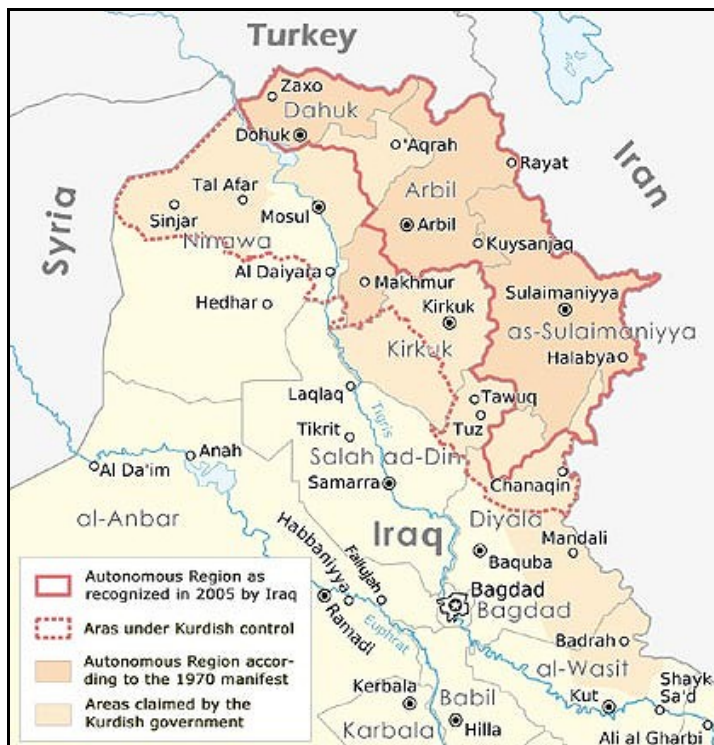 Turkey
Zaxo
Dahuk
Dohuk
'Aqrah
Rayat
Iran
Syria
Tal Afar
Sinjar
Mosul
Ninawa
Arbil
Arbil
Kuysanjaq
Al Daiyara
Makhmur
Hedhar
Kirkuk
Kirkuk
Sulaimaniyya
as-Sulaimaniyya
Halabya
Laqlaq
Tigris
Tawuq
Tuz
Tikrit
Salah ad-Din
Samarra
Chanaqin
Anah
Al Da'im
al-Anbar
Iraq
Diyala
Mandali
Baquba
Habbaniyya
Fallujah
Ramadi
Euphrat
Bagdad
Bagdad
Badrah
al-Wasit
Shayk
Sa'd
Kerbala
Karbala
Babil
Hilla
Kut
Ali al Gharbi
Autonomous Region as
recognized in 2005 by Iraq
Aras under Kurdish control
Autonomous Region accor-
ding to the 1970 manifest
Areas claimed by the
Kurdish government